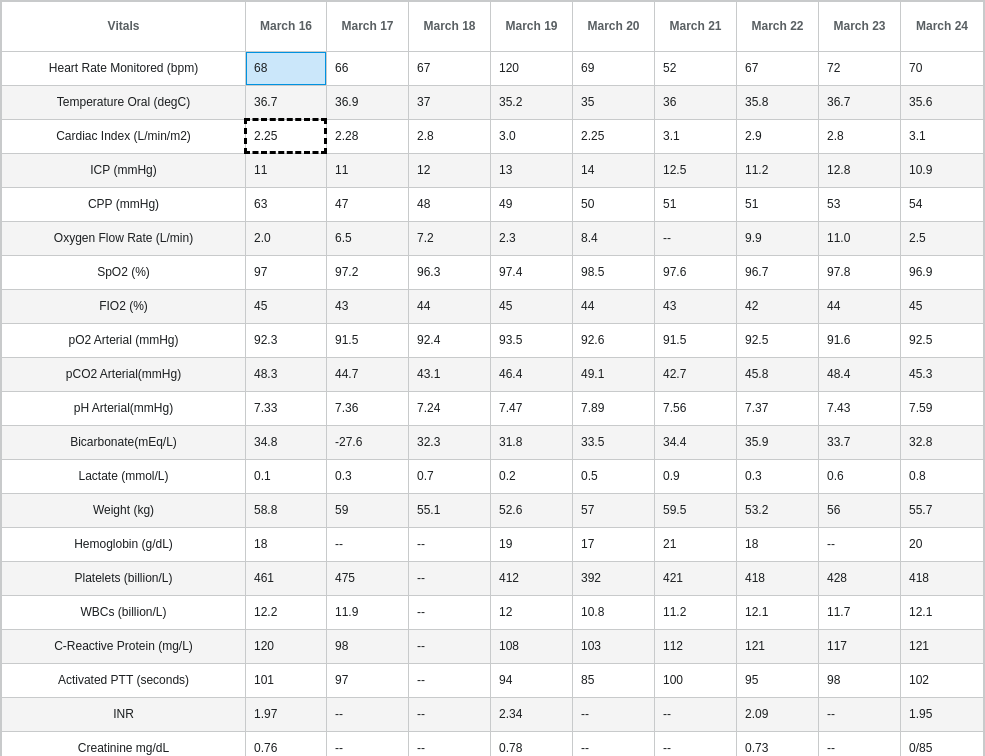 Vitals March 16 March 17 March 18 March 19 March 20 March 21 March 22 March 23 March 24
Heart Rate Monitored (bpm) 68 66 67 120 69 52 67 72 70
Temperature Oral (degC) 36.7 36.9 37 35.2 35 36 35.8 36.7 35.6
Cardiac Index (L/min/m2) 2.25 2.28 2.8 3.0 2.25 3.1 2.9 2.8 3.1
ICP (mmHg) 11 11 12 13 14 12.5 11.2 12.8 10.9
CPP (mmHg) 63 47 48 49 50 51 51 53 54
Oxygen Flow Rate (L/min) 2.0 6.5 7.2 2.3 8.4 -- 9.9 11.0 2.5
SpO2 (%) 97 97.2 96.3 97.4 98.5 97.6 96.7 97.8 96.9
FIO2 (%) 45 43 44 45 44 43 42 44 45
pO2 Arterial (mmHg) 92.3 91.5 92.4 93.5 92.6 91.5 92.5 91.6 92.5
pCO2 Arterial(mmHg) 48.3 44.7 43.1 46.4 49.1 42.7 45.8 48.4 45.3
pH Arterial(mmHg) 7.33 7.36 7.24 7.47 7.89 7.56 7.37 7.43 7.59
Bicarbonate(mEq/L) 34.8 -27.6 32.3 31.8 33.5 34.4 35.9 33.7 32.8
Lactate (mmol/L) 0.1 0.3 0.7 0.2 0.5 0.9 0.3 0.6 0.8
Weight (kg) 58.8 59 55.1 52.6 57 59.5 53.2 56 55.7
Hemoglobin (g/dL) 18 -- -- 19 17 21 18 -- 20
Platelets (billion/L) 461 475 -- 412 392 421 418 428 418
WBCs (billion/L) 12.2 11.9 -- 12 10.8 11.2 12.1 11.7 12.1
C-Reactive Protein (mg/L) 120 98 -- 108 103 112 121 117 121
Activated PTT (seconds) 101 97 -- 94 85 100 95 98 102
INR 1.97 -- -- 2.34 -- -- 2.09 -- 1.95
Creatinine mg/dL 0.76 -- -- 0.78 -- -- 0.73 -- 0/85